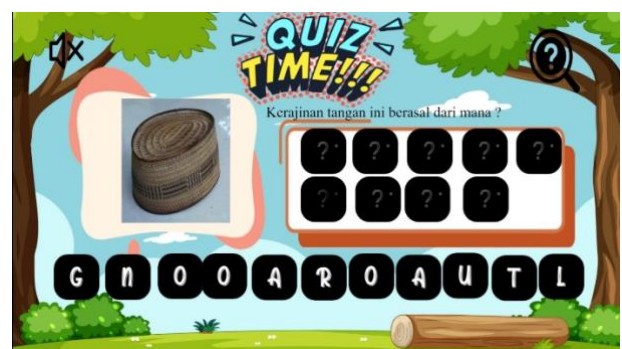 QUIZ
TIME!!!
?
Kerajinan tangan ini berasal dari mana ?
? ? ? ? ?
? ? ? ?
G N O O A R O A U T L